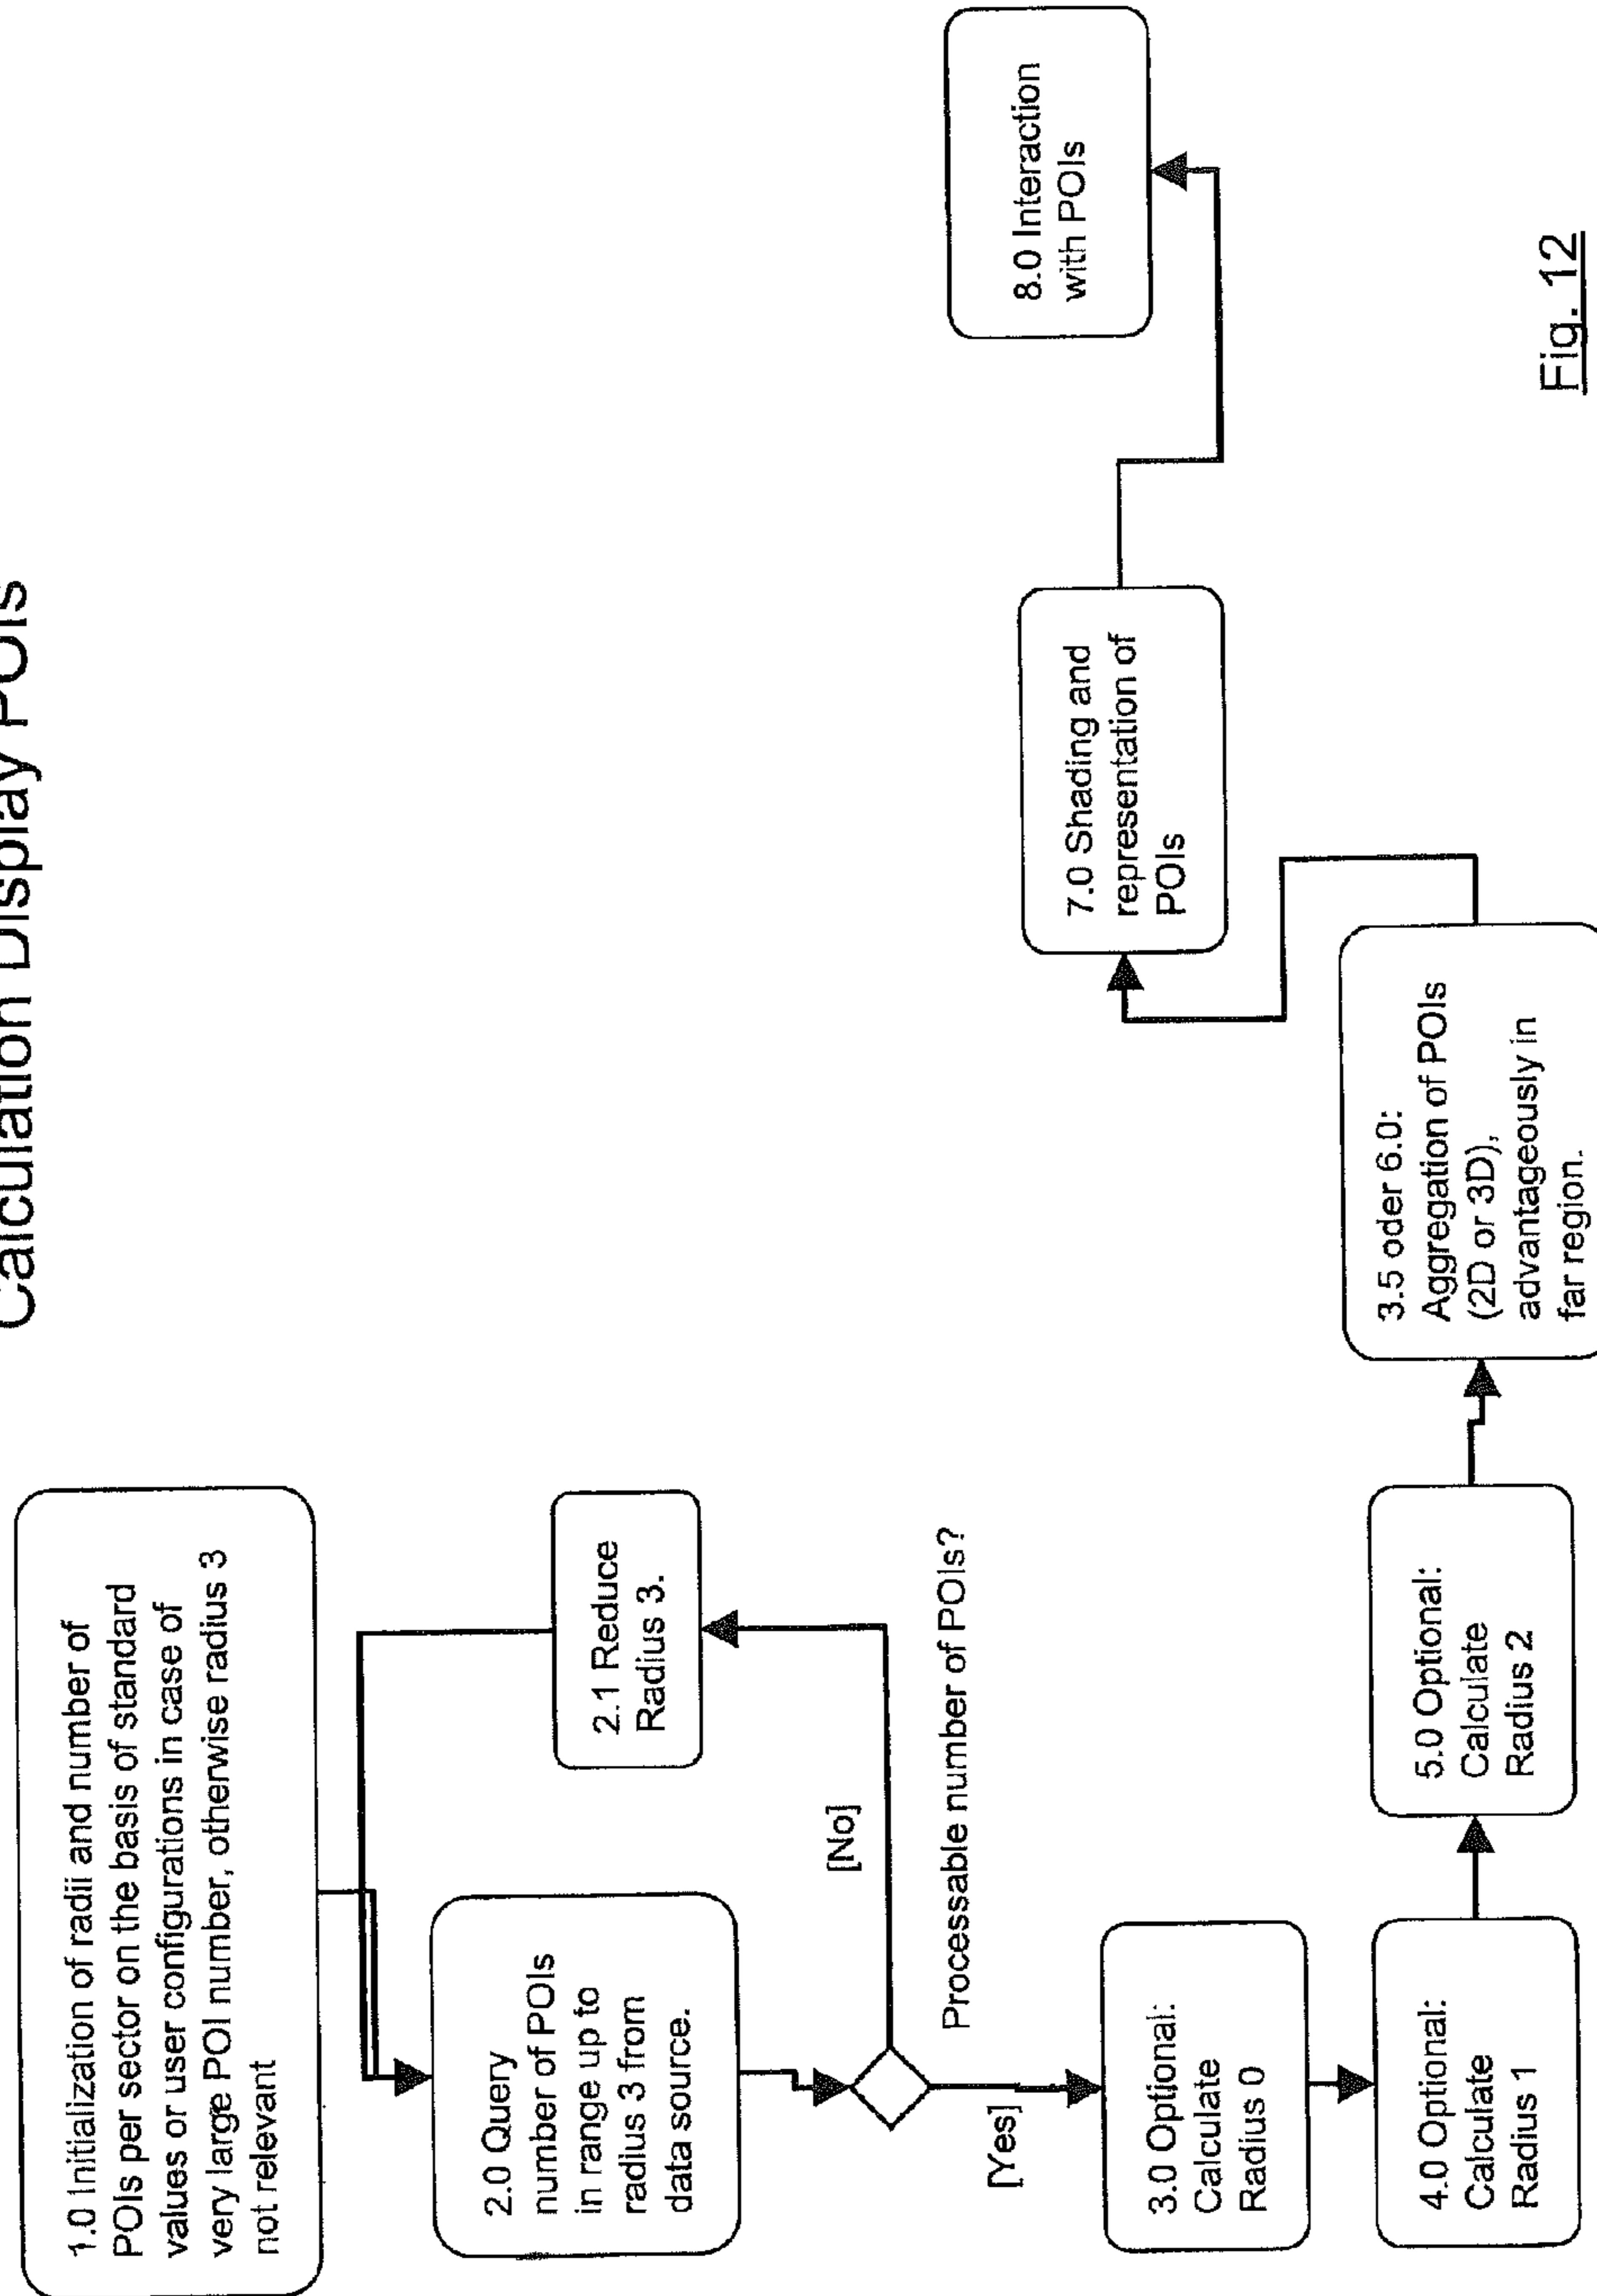 Calculation Display POIs
1.0 Initialization of radii and number of
POIs per sector on the basis of standard
values or user configurations in case of
very large POI number, otherwise radius 3
not relevant
2.0 Query
number of POIs
in range up to
radius 3 from
data source.
2.1 Reduce
Radius 3.
[No]
Processable number of POIs?
[Yes]
3.0 Optional:
Calculate
Radius 0
4.0 Optional:
Calculate
Radius 1
5.0 Optional:
Calculate
Radius 2
3.5 oder 6.0:
Aggregation of POIs
(2D or 3D),
advantageously in
far region.
7.0 Shading and
representation of
POIs
8.0 Interaction
with POIs
Fig. 12